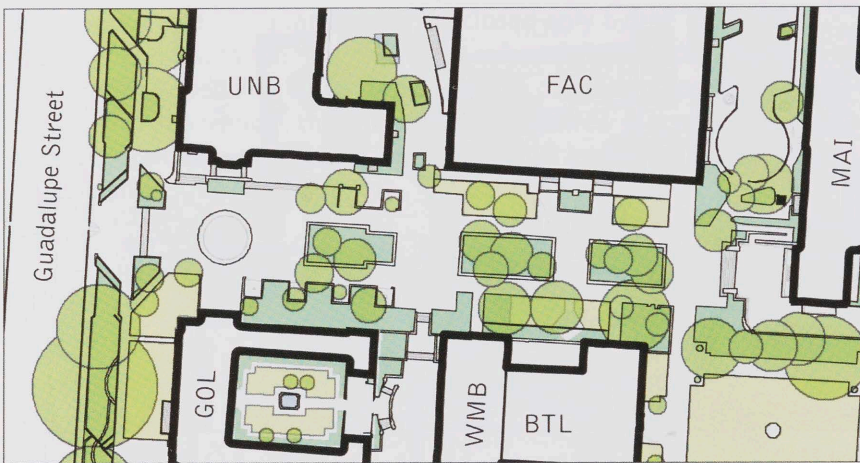 UNB
FAC
MAI
Guadalupe Street
GOL
WMB
BTL